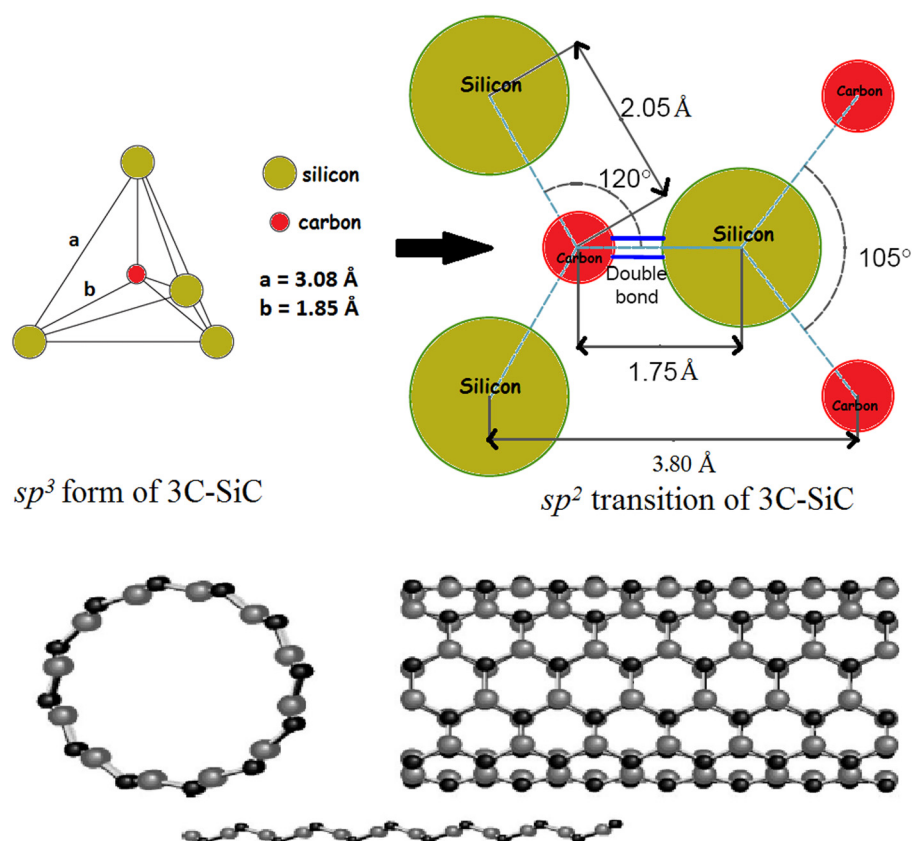 silicon
carbon
a
b
a = 3.08 Å
b = 1.85 Å
sp³ form of 3C-SiC
Silicon
Carbon
2.05 Å
120°
Silicon
Carbon
Double
bond
105°
1.75 Å
Silicon
Carbon
3.80 Å
sp² transition of 3C-SiC